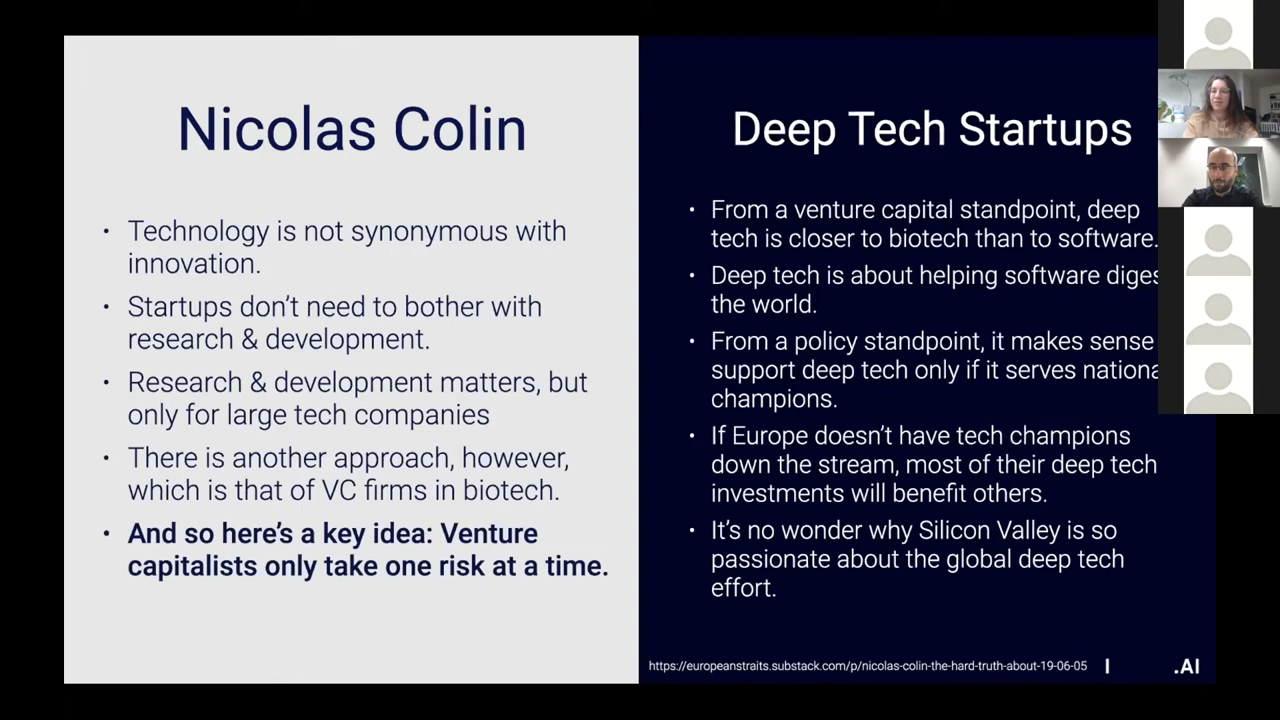 Nicolas Colin
• Technology is not synonymous with
innovation.
• Startups don’t need to bother with
research & development.
• Research & development matters, but
only for large tech companies
• There is another approach, however,
which is that of VC firms in biotech.
• And so here’s a key idea: Venture
capitalists only take one risk at a time.
Deep Tech Startups
• From a venture capital standpoint, deep
tech is closer to biotech than to software.
• Deep tech is about helping software
the world.
• From a policy standpoint, it makes sense
support deep tech only if it serves
champions.
• If Europe doesn’t have tech champions
down the stream, most of their deep tech
investments will benefit others.
• It’s no wonder why Silicon Valley is so
passionate about the global deep tech
effort.
https://europeanstraits.substack.com/p/nicolas-colin-the-hard-truth-about-19-06-05
.AI